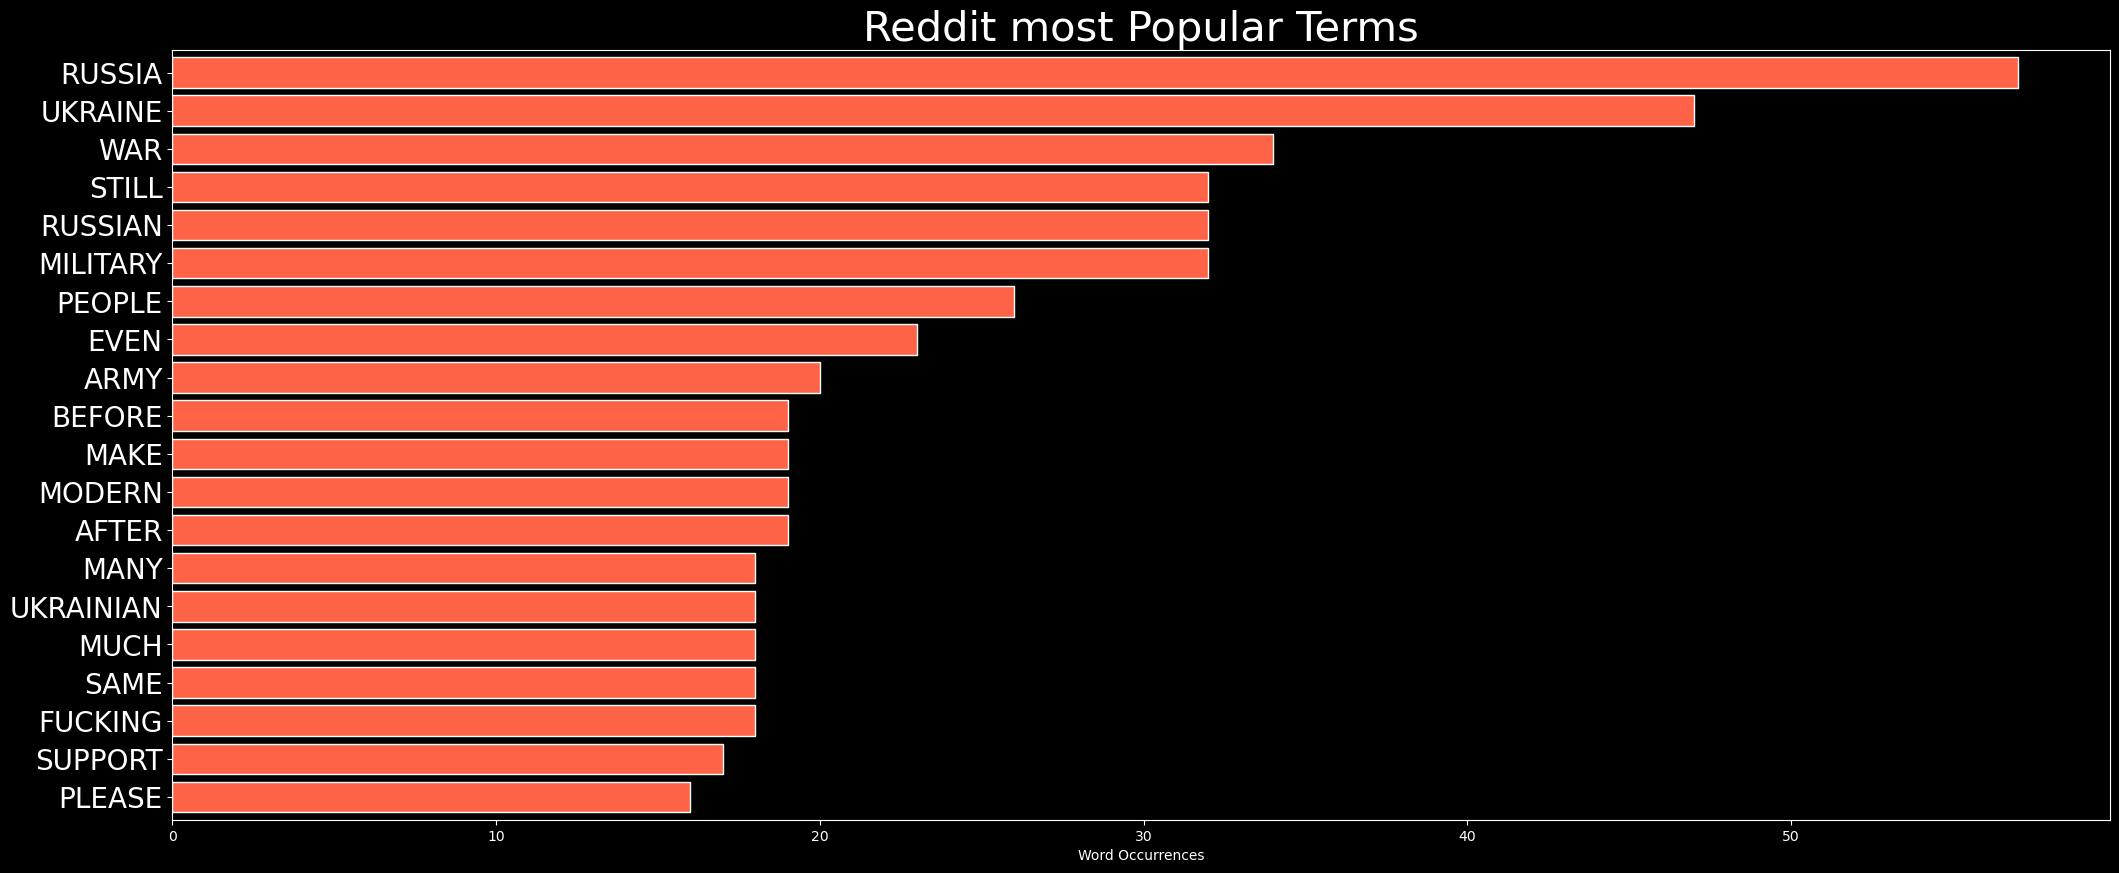 Reddit most Popular Terms
RUSSIA
UKRAINE
WAR
STILL
RUSSIAN
MILITARY
PEOPLE
EVEN
ARMY
BEFORE
MAKE
MODERN
AFTER
MANY
UKRAINIAN
MUCH
SAME
FUCKING
SUPPORT
PLEASE
0 10 20 30 40 50
Word Occurrences